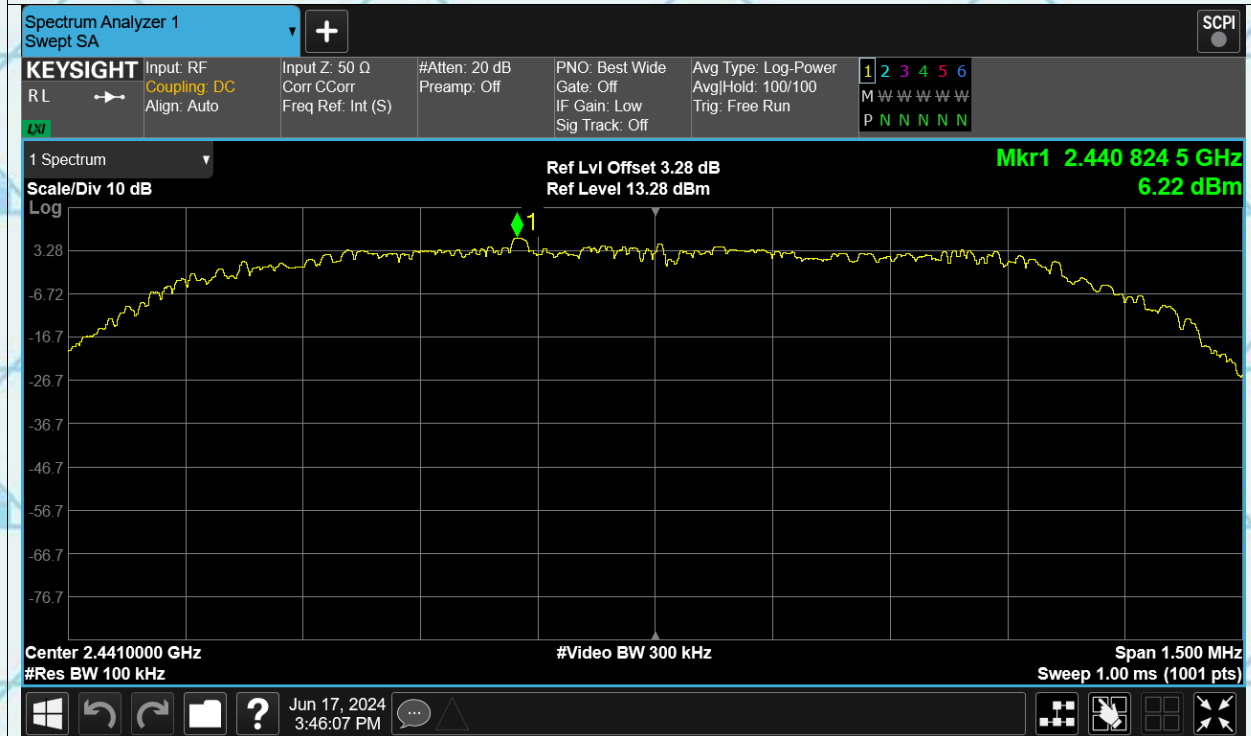 Spectrum Analyzer 1
Swept SA
+
SCPI
KEYSIGHT
RL
LXI
Input: RF
Coupling: DC
Align: Auto
Input Z: 50 Ω
Corr CCorr
Freq Ref: Int (S)
#Atten: 20 dB
Preamp: Off
PNO: Best Wide
Gate: Off
IF Gain: Low
Sig Track: Off
Avg Type: Log-Power
Avg|Hold: 100/100
Trig: Free Run
1 2 3 4 5 6
M W W W W W W
P N N N N N N
1 Spectrum
Scale/Div 10 dB
Log
Ref Lvl Offset 3.28 dB
Ref Level 13.28 dBm
Mkr1 2.440 824 5 GHz
6.22 dBm
1
3.28
-6.72
-16.7
-26.7
-36.7
-46.7
-56.7
-66.7
-76.7
Center 2.4410000 GHz
#Res BW 100 kHz
#Video BW 300 kHz
Span 1.500 MHz
Sweep 1.00 ms (1001 pts)
?
Jun 17, 2024
3:46:07 PM